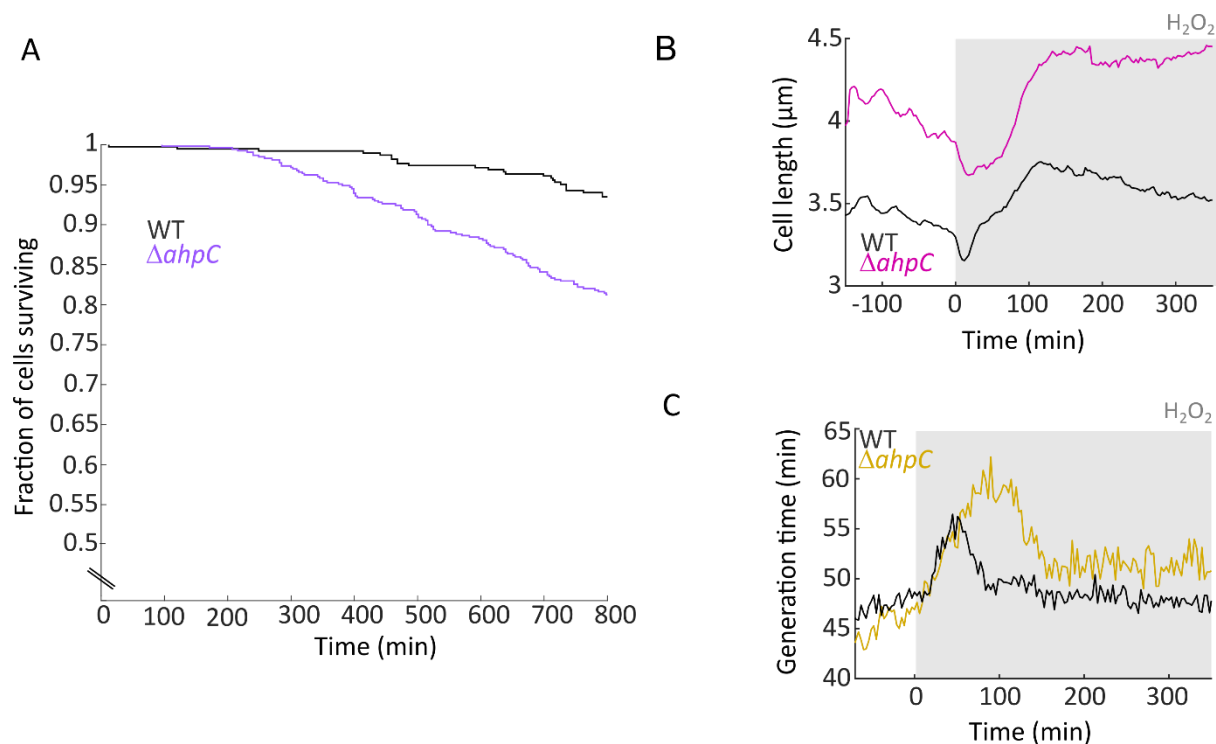 A
Fraction of cells surviving
1
0.95
0.9
0.85
0.8
0.75
0.7
0.65
0.6
0.55
0.5
WT
ΔahpC
0 100 200 300 400 500 600 700 800
Time (min)
B
H₂O₂
Cell length (μm)
4.5
4
3.5
3
WT
ΔahpC
-100 0 100 200 300
Time (min)
C
H₂O₂
Generation time (min)
65
60
55
50
45
40
WT
ΔahpC
0 100 200 300
Time (min)